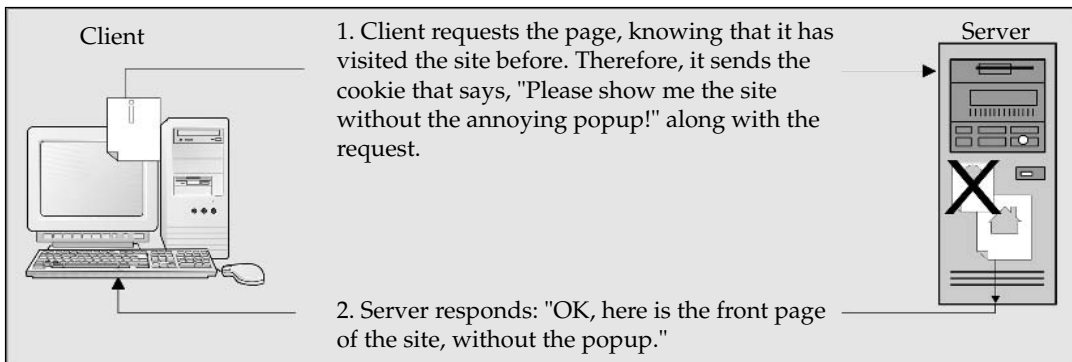 Client
1. Client requests the page, knowing that it has
visited the site before. Therefore, it sends the
cookie that says, "Please show me the site
without the annoying popup!" along with the
request.
Server
2. Server responds: "OK, here is the front page
of the site, without the popup."